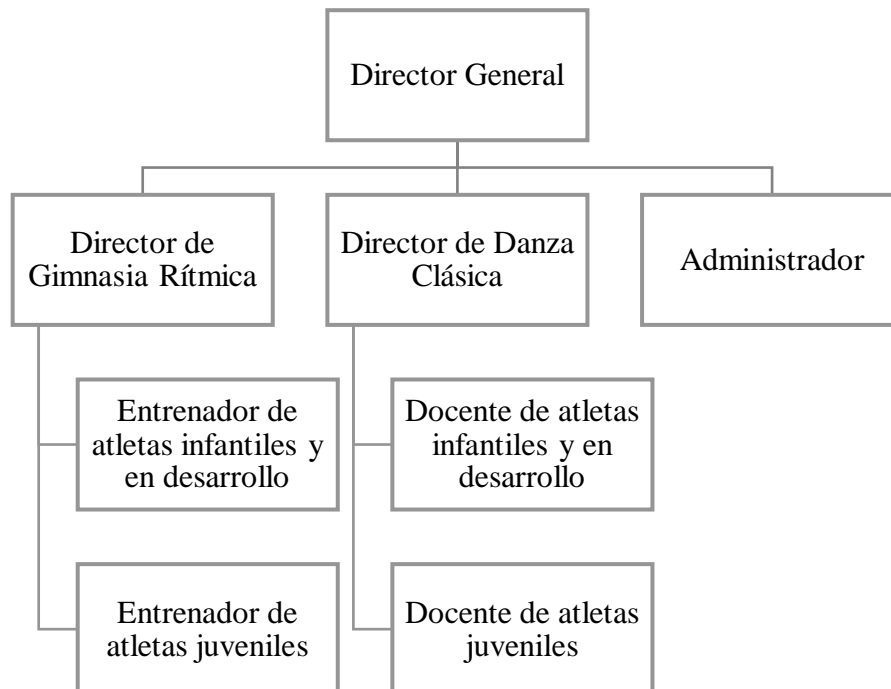 Director General
Director de
Gimnasia Rítmica
Director de Danza
Clásica
Administrador
Entrenador de
atletas infantiles y
en desarrollo
Docente de atletas
infantiles y en
desarrollo
Entrenador de
atletas juveniles
Docente de atletas
juveniles